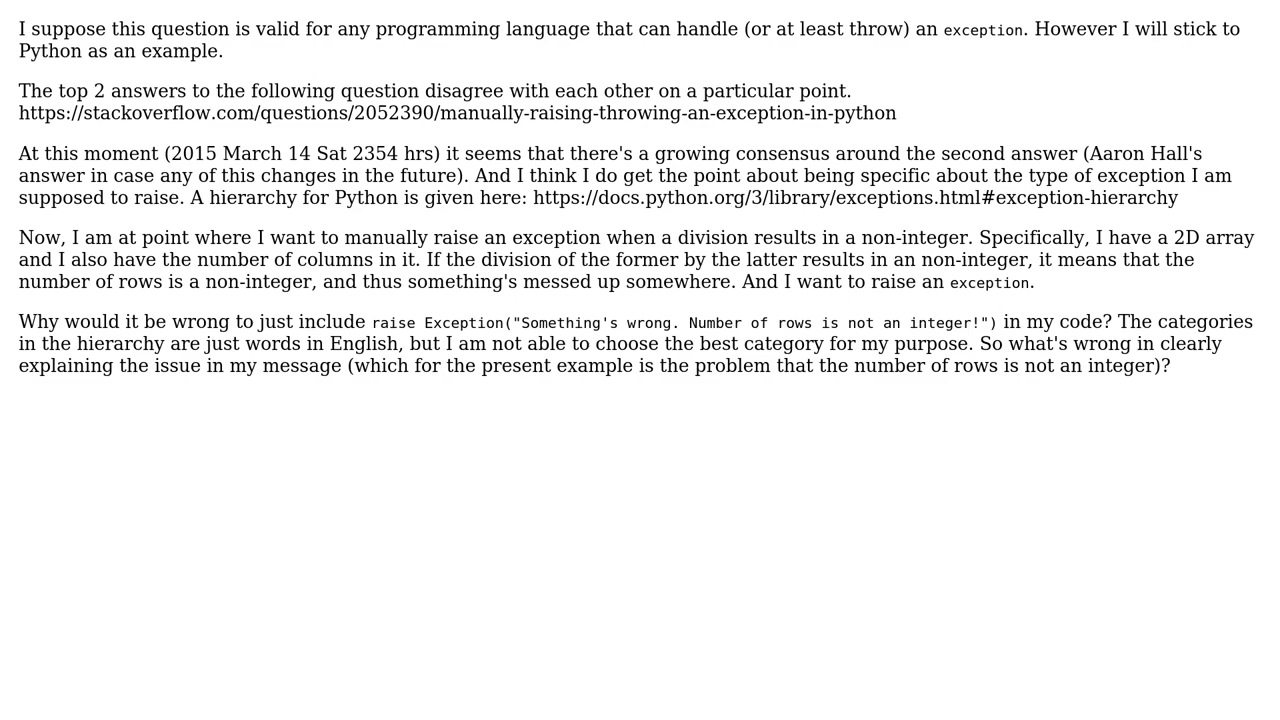 I suppose this question is valid for any programming language that can handle (or at least throw) an exception. However I will stick to
Python as an example.
The top 2 answers to the following question disagree with each other on a particular point.
https://stackoverflow.com/questions/2052390/manually-raising-throwing-an-exception-in-python
At this moment (2015 March 14 Sat 2354 hrs) it seems that there's a growing consensus around the second answer (Aaron Hall's
answer in case any of this changes in the future). And I think I do get the point about being specific about the type of exception I am
supposed to raise. A hierarchy for Python is given here: https://docs.python.org/3/library/exceptions.html#exception-hierarchy
Now, I am at point where I want to manually raise an exception when a division results in a non-integer. Specifically, I have a 2D array
and I also have the number of columns in it. If the division of the former by the latter results in an non-integer, it means that the
number of rows is a non-integer, and thus something's messed up somewhere. And I want to raise an exception.
Why would it be wrong to just include raise Exception("Something's wrong. Number of rows is not an integer!") in my code? The categories
in the hierarchy are just words in English, but I am not able to choose the best category for my purpose. So what's wrong in clearly
explaining the issue in my message (which for the present example is the problem that the number of rows is not an integer)?